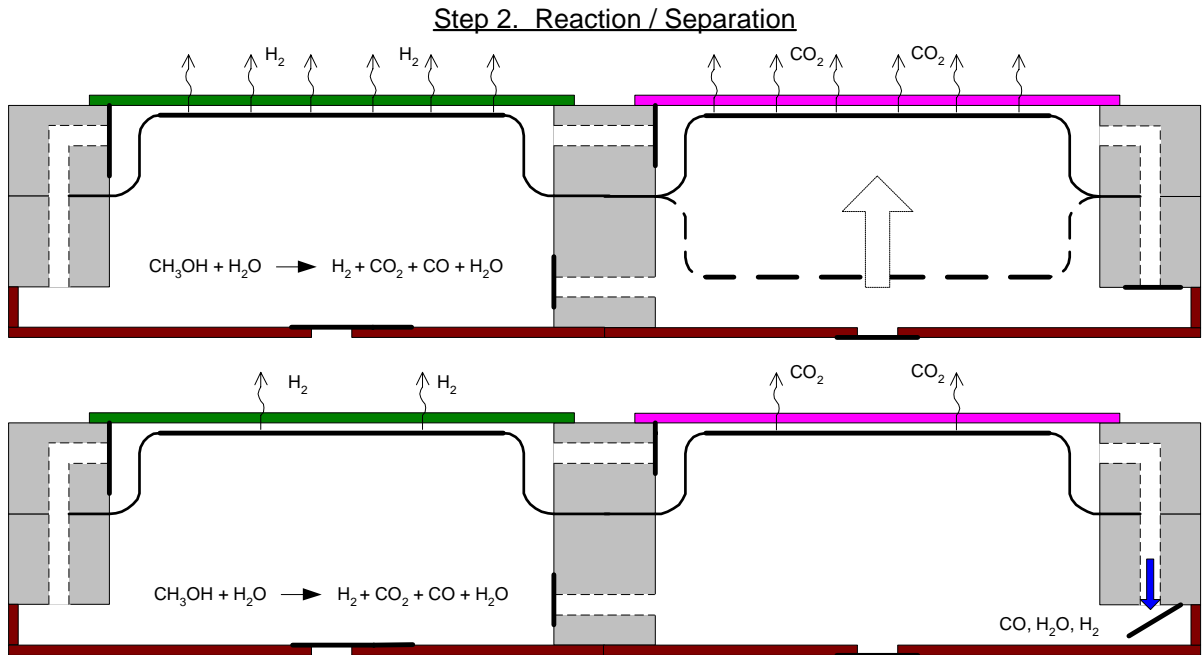 Step 2.  Reaction / Separation
H₂ H₂ CO₂ CO₂
CH₃OH + H₂O → H₂ + CO₂ + CO + H₂O
H₂ H₂ CO₂ CO₂
CH₃OH + H₂O → H₂ + CO₂ + CO + H₂O
CO, H₂O, H₂